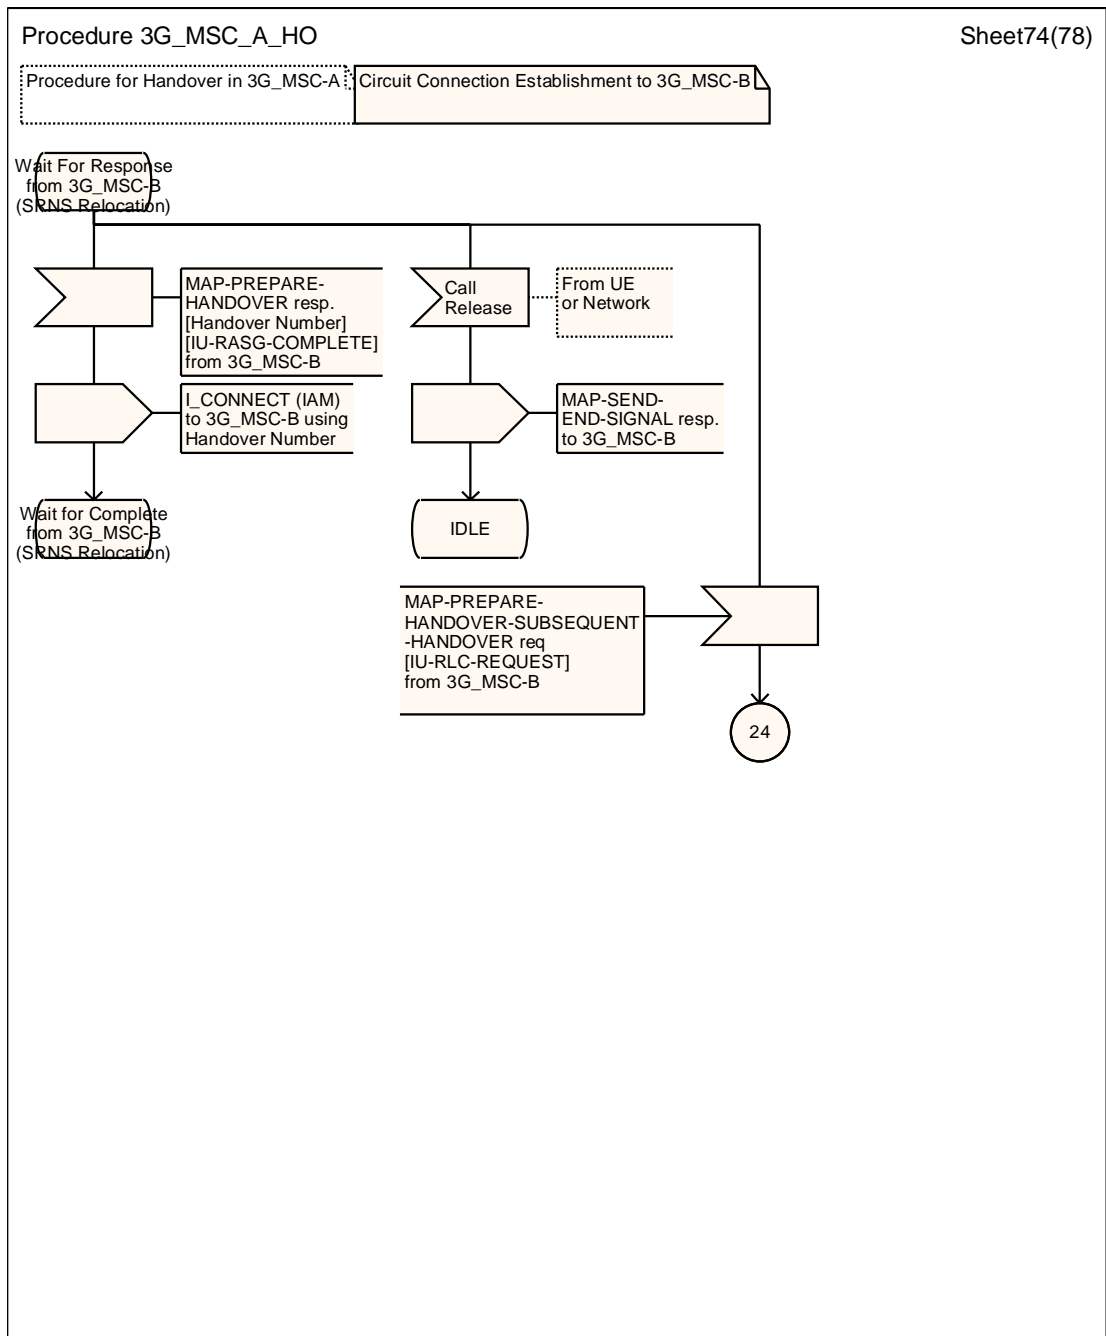 Procedure 3G_MSC_A_HO
Sheet74(78)
Procedure for Handover in 3G_MSC-A
Circuit Connection Establishment to 3G_MSC-B
Wait For Response
from 3G_MSC-B
(SRNS Relocation)
MAP-PREPARE-
HANDOVER resp.
[Handover Number]
[IU-RASG-COMPLETE]
from 3G_MSC-B
Call
Release
From UE
or Network
I_CONNECT (IAM)
to 3G_MSC-B using
Handover Number
MAP-SEND-
END-SIGNAL resp.
to 3G_MSC-B
Wait for Complete
from 3G_MSC-B
(SRNS Relocation)
IDLE
MAP-PREPARE-
HANDOVER-SUBSEQUENT
-HANDOVER req
[IU-RLC-REQUEST]
from 3G_MSC-B
24